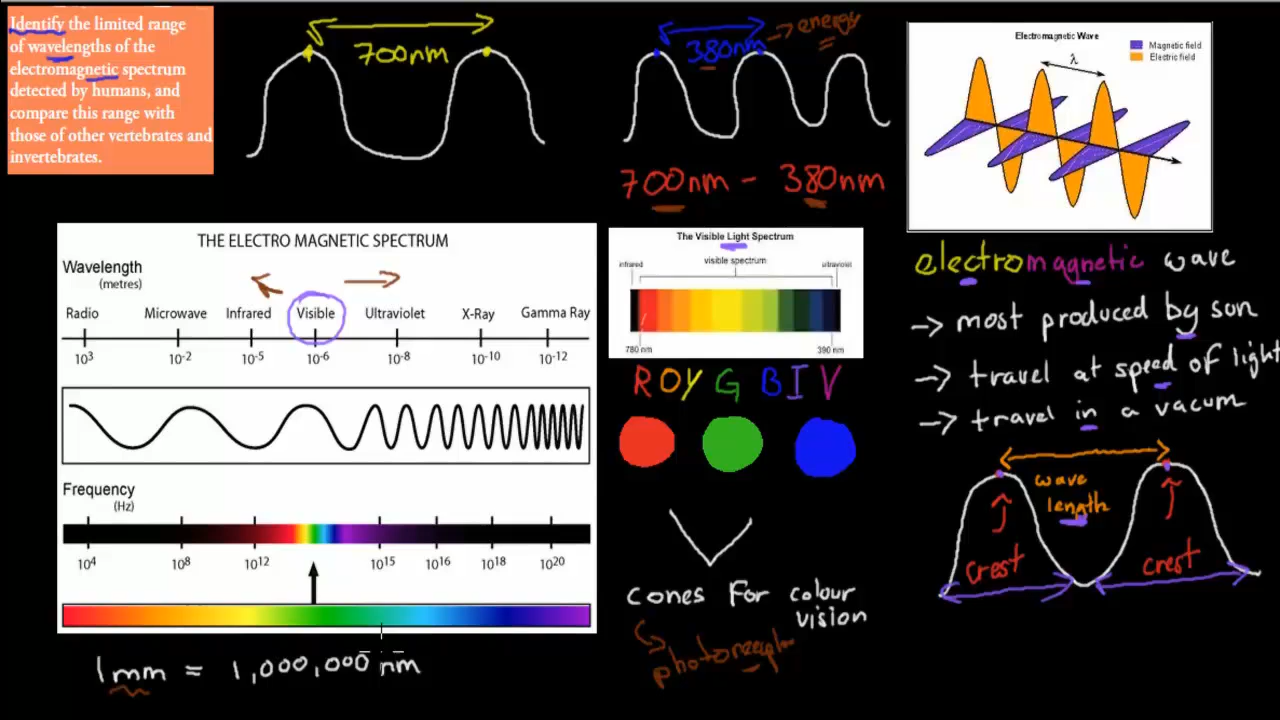 Identify the limited range
of wavelengths of the
electromagnetic spectrum
detected by humans, and
compare this range with
those of other vertebrates and
invertebrates.
700nm
380nm → energy
700nm - 380nm
Electromagnetic Wave
Magnetic field
Electric field
λ
THE ELECTRO MAGNETIC SPECTRUM
Wavelength
(metres)
Radio Microwave Infrared Visible Ultraviolet X-Ray Gamma Ray
10³ 10⁻² 10⁻⁵ 10⁻⁶ 10⁻⁸ 10⁻¹⁰ 10⁻¹²
Frequency
(Hz)
10⁴ 10⁸ 10¹² 10¹⁵ 10¹⁶ 10¹⁸ 10²⁰
1mm = 1,000,000 nm
The Visible Light Spectrum
infrared visible spectrum ultraviolet
780 nm 390 nm
R O Y G B I V
cones for colour
vision
electromagnetic wave
→ most produced by sun
→ travel at speed of light
→ travel in a vacum
wave
length
crest crest